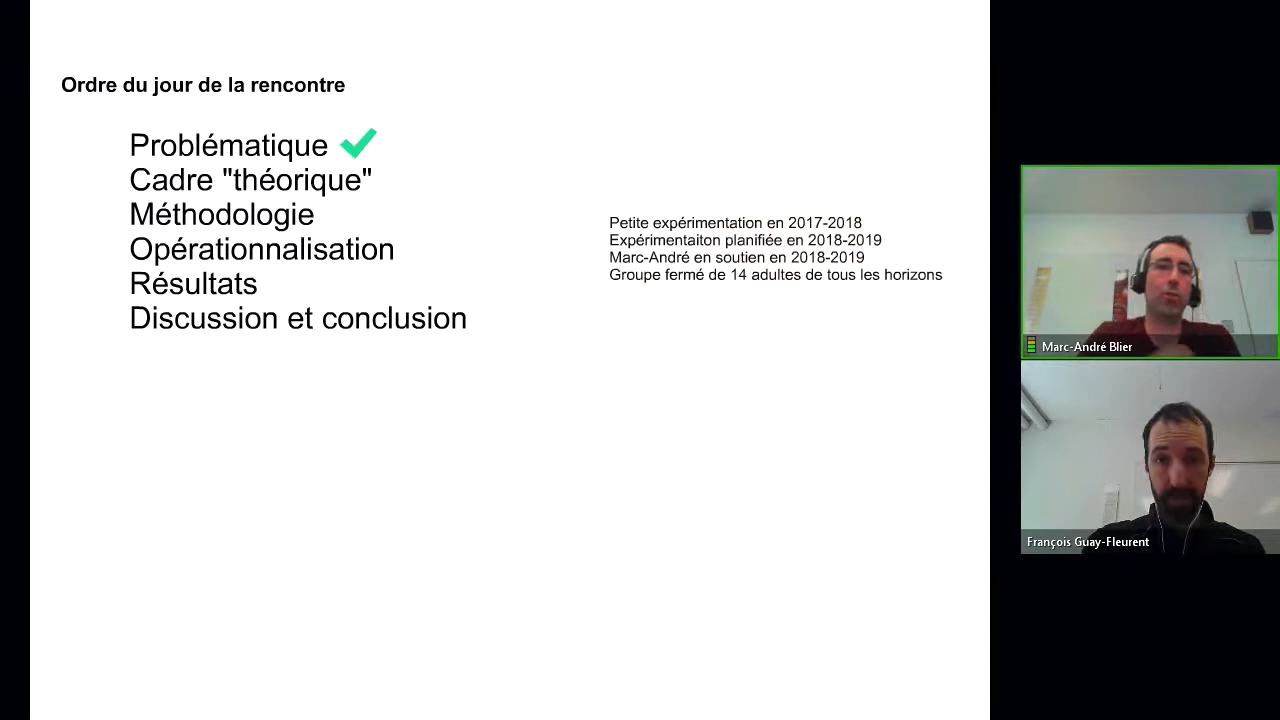 Ordre du jour de la rencontre
Problématique
Cadre "théorique"
Méthodologie
Opérationnalisation
Résultats
Discussion et conclusion
Petite expérimentation en 2017-2018
Expérimentaiton planifiée en 2018-2019
Marc-André en soutien en 2018-2019
Groupe fermé de 14 adultes de tous les horizons
Marc-André Blier
François Guay-Fleurent